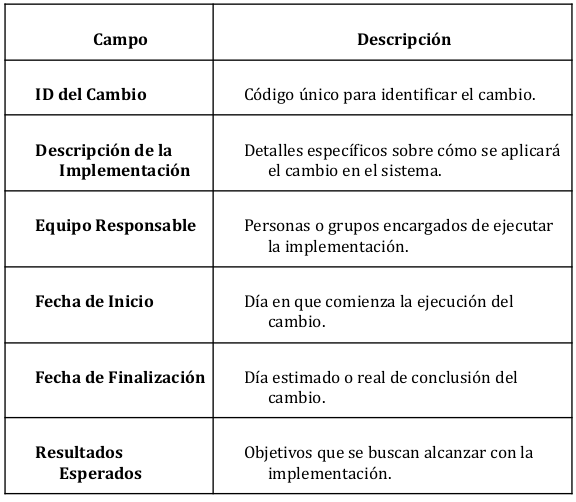 Campo
Descripción
ID del Cambio
Código único para identificar el cambio.
Descripción de la
Implementación
Detalles específicos sobre cómo se aplicará
el cambio en el sistema.
Equipo Responsable
Personas o grupos encargados de ejecutar
la implementación.
Fecha de Inicio
Día en que comienza la ejecución del
cambio.
Fecha de Finalización
Día estimado o real de conclusión del
cambio.
Resultados
Esperados
Objetivos que se buscan alcanzar con la
implementación.